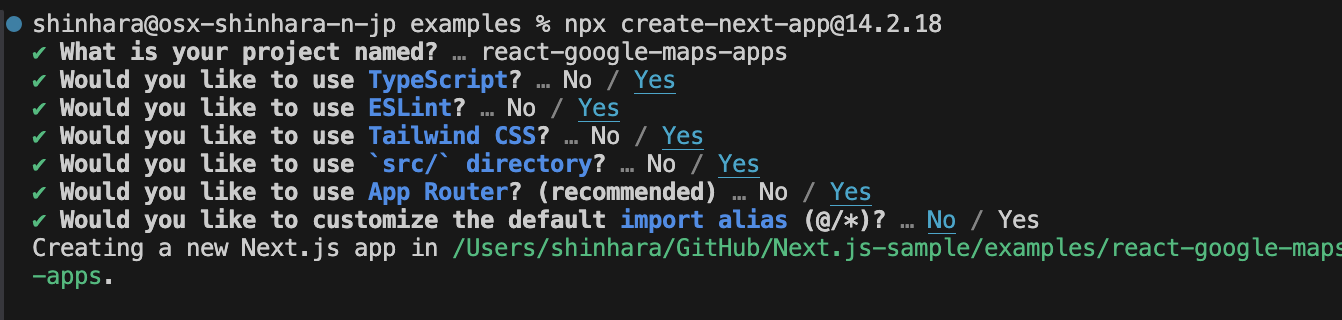 shinhara@osx-shinhara-n-jp examples % npx create-next-app@14.2.18
✔ What is your project named? … react-google-maps-apps
✔ Would you like to use TypeScript? … No / Yes
✔ Would you like to use ESLint? … No / Yes
✔ Would you like to use Tailwind CSS? … No / Yes
✔ Would you like to use `src/` directory? … No / Yes
✔ Would you like to use App Router? (recommended) … No / Yes
✔ Would you like to customize the default import alias (@/*)? … No / Yes
Creating a new Next.js app in /Users/shinhara/GitHub/Next.js-sample/examples/react-google-maps
-apps.